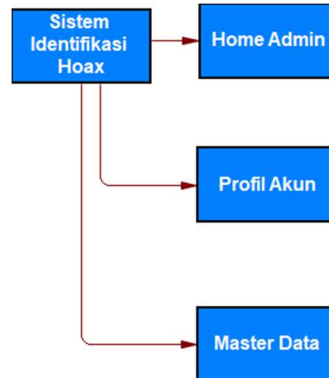 Sistem
Identifikasi
Hoax
Home Admin
Profil Akun
Master Data